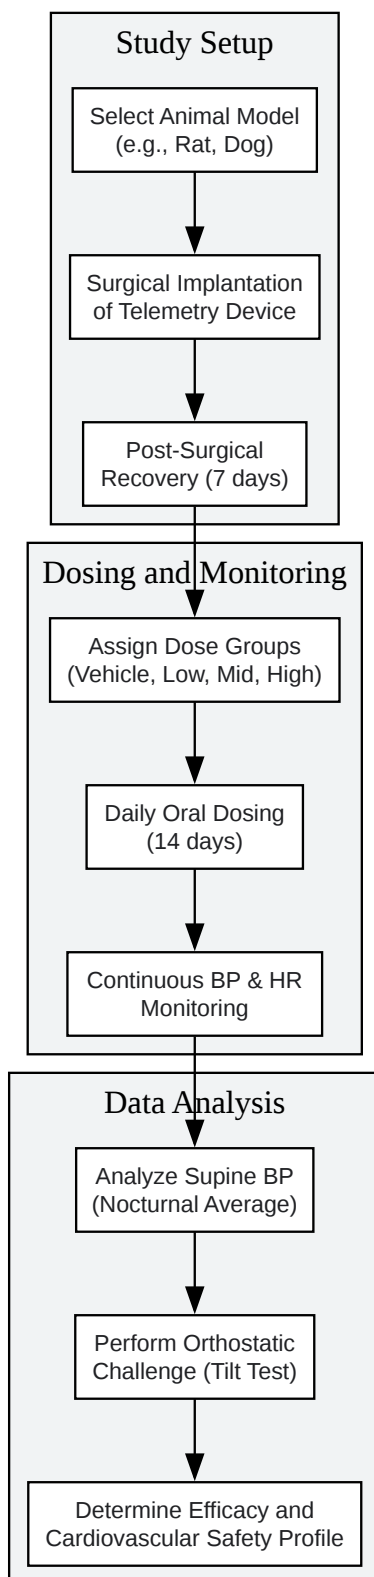 Study Setup
Select Animal Model
(e.g., Rat, Dog)
Surgical Implantation
of Telemetry Device
Post-Surgical
Recovery (7 days)
Dosing and Monitoring
Assign Dose Groups
(Vehicle, Low, Mid, High)
Daily Oral Dosing
(14 days)
Continuous BP & HR
Monitoring
Data Analysis
Analyze Supine BP
(Nocturnal Average)
Perform Orthostatic
Challenge (Tilt Test)
Determine Efficacy and
Cardiovascular Safety Profile